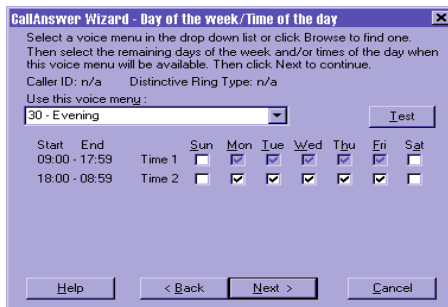 CallAnswer Wizard - Day of the week/Time of the day
Select a voice menu in the drop down list or click Browse to find one.
Then select the remaining days of the week and/or times of the day when
this voice menu will be available. Then click Next to continue.
Caller ID: n/a Distinctive Ring Type: n/a
Use this voice menu :
30 - Evening Test
Start End Sun Mon Tue Wed Thu Fri Sat
09:00 - 17:59 Time 1
18:00 - 08:59 Time 2
Help < Back Next > Cancel